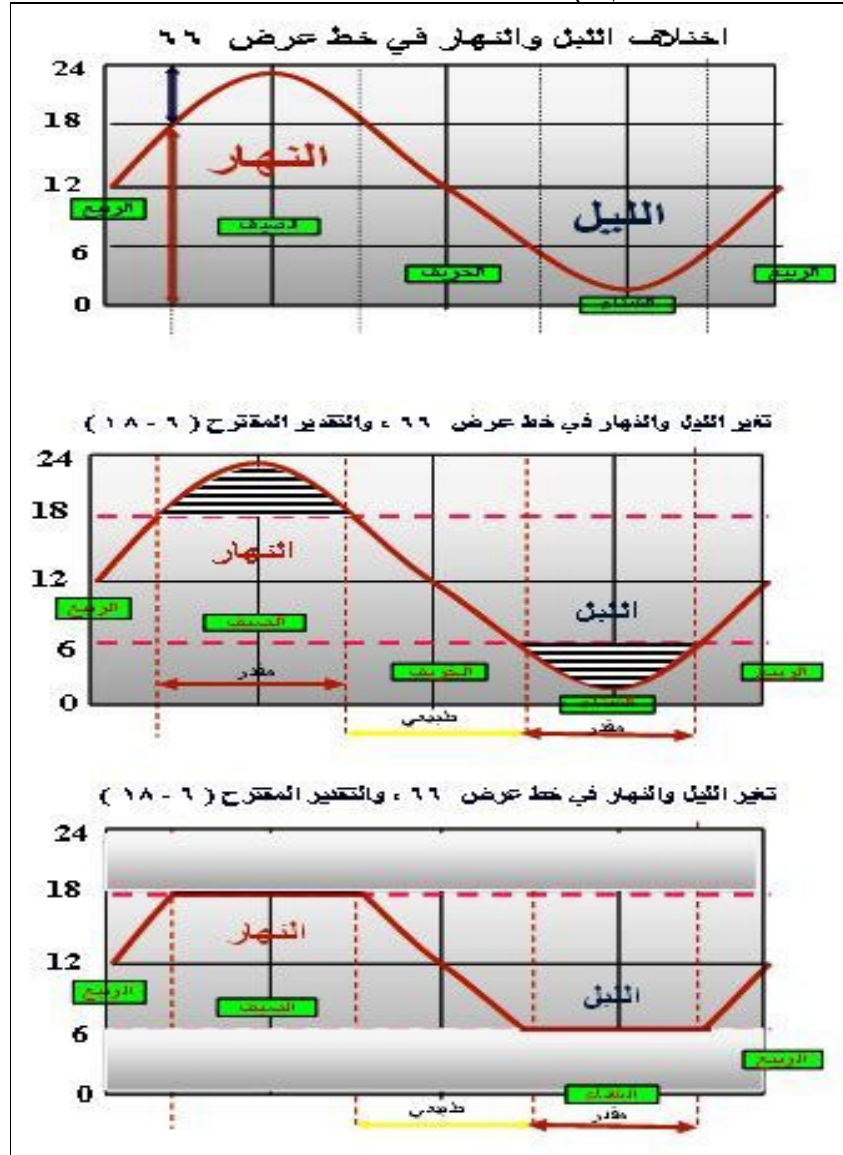 اختلاف الليل والنهار في خط عرض ٦٦
24
18
12
6
0
النهار
الليل
الربيع
الصيف
الخريف
الشتاء
الربيع
تغير الليل والنهار في خط عرض ٦٦ ، والتقدير المقترح ( ٦ - ١٨ )
24
18
12
6
0
النهار
الليل
الربيع
الصيف
الخريف
الشتاء
الربيع
مقدر
طبيعي
مقدر
تغير الليل والنهار في خط عرض ٦٦ ، والتقدير المقترح ( ٦ - ١٨ )
24
18
12
6
0
النهار
الليل
الربيع
الصيف
الشتاء
الربيع
طبيعي
مقدر